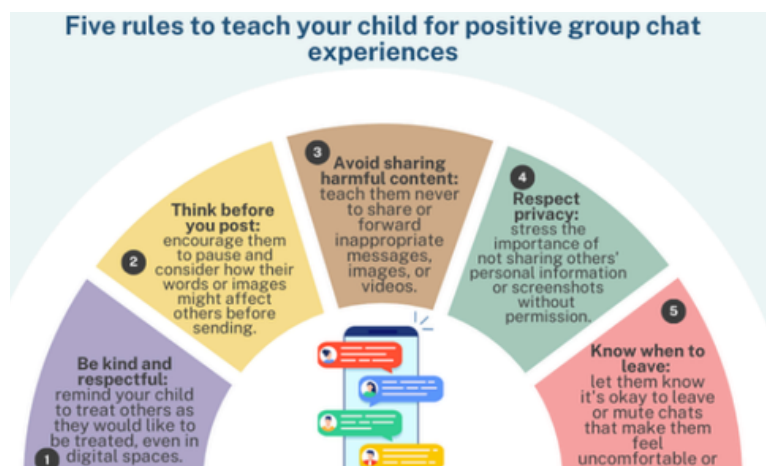 Five rules to teach your child for positive group chat
experiences
1
Be kind and
respectful:
remind your child
to treat others as
they would like to
be treated, even in
digital spaces.
2
Think before
you post:
encourage them
to pause and
consider how their
words or images
might affect
others before
sending.
3
Avoid sharing
harmful content:
teach them never
to share or
forward
inappropriate
messages,
images, or
videos.
4
Respect
privacy:
stress the
importance of
not sharing others'
personal information
or screenshots
without
permission.
5
Know when to
leave:
let them know
it's okay to leave
or mute chats
that make them
feel
uncomfortable or